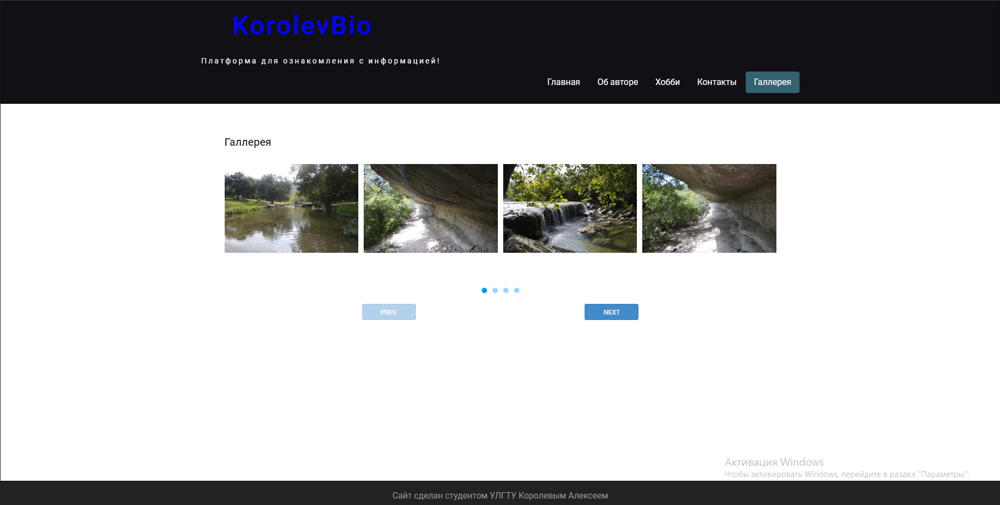 KorolevBio
Платформа для ознакомления с информацией!
Главная Об авторе Хобби Контакты Галлерея
Галлерея
PREV NEXT
Активация Windows
Чтобы активировать Windows, перейдите в раздел "Параметры".
Сайт сделан студентом УЛГТУ Королевым Алексеем